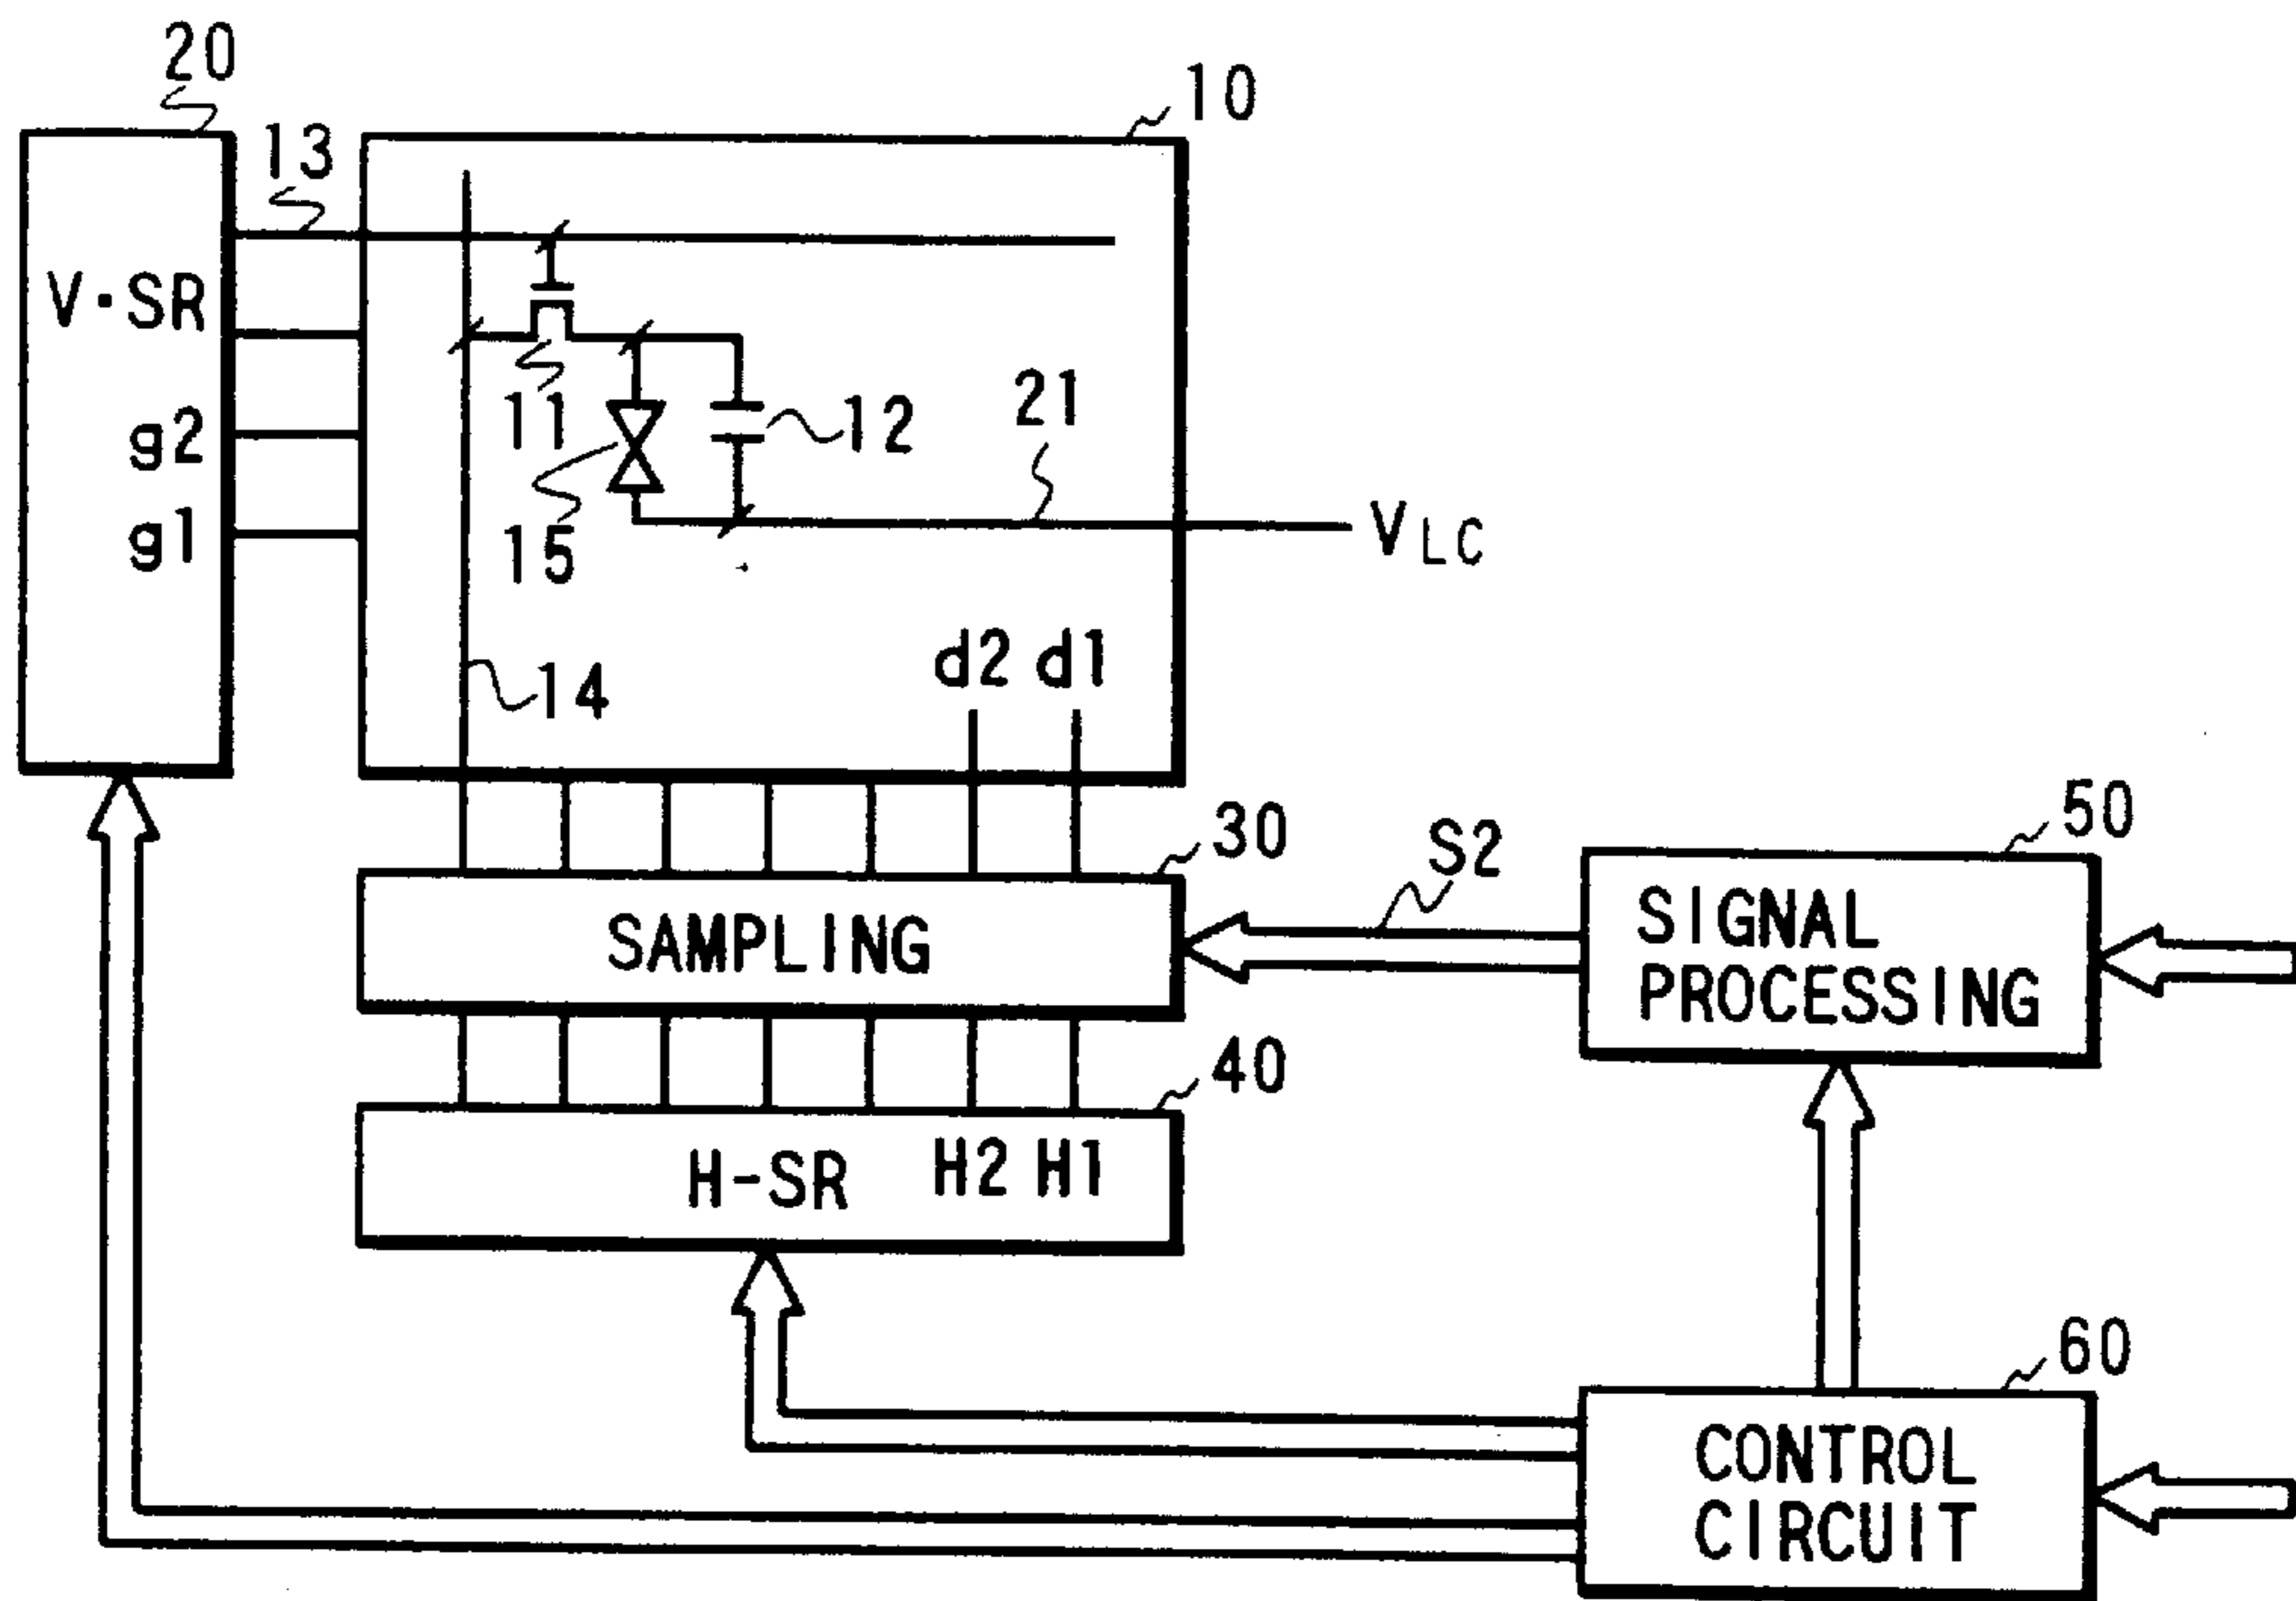 20
10
13
V·SR
11
12
21
g2
15
g1
VLC
d2 d1
14
30
S2
50
SAMPLING
SIGNAL
PROCESSING
40
H-SR
H2 H1
60
CONTROL
CIRCUIT